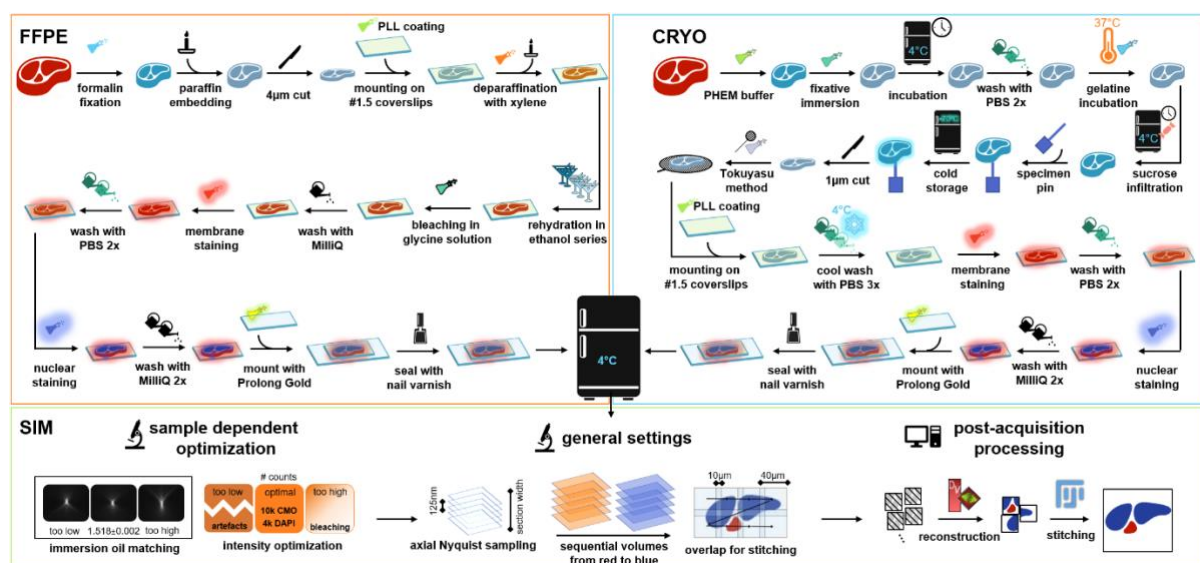 FFPE
PLL coating
formalin
fixation
paraffin
embedding
4µm cut
mounting on
#1.5 coverslips
deparaffination
with xylene
wash with
PBS 2x
membrane
staining
wash with
MilliQ
bleaching in
glycine solution
rehydration in
ethanol series
nuclear
staining
wash with
MilliQ 2x
mount with
Prolong Gold
seal with
nail varnish
4°C
CRYO
4°C
37°C
PHEM buffer
fixative
immersion
incubation
wash with
PBS 2x
gelatine
incubation
4°C
Tokuyasu
method
1µm cut
cold
storage
specimen
pin
sucrose
infiltration
PLL coating
4°C
mounting on
#1.5 coverslips
cool wash
with PBS 3x
membrane
staining
wash with
PBS 2x
seal with
nail varnish
mount with
Prolong Gold
wash with
MilliQ 2x
nuclear
staining
SIM
sample dependent
optimization
general settings
post-acquisition
processing
too low
1.518±0.002
too high
immersion oil matching
# counts
too low
optimal
too high
10k CMO
4k DAPI
artefacts
bleaching
intensity optimization
125nm
section width
axial Nyquist sampling
sequential volumes
from red to blue
10µm
40µm
overlap for stitching
reconstruction
stitching